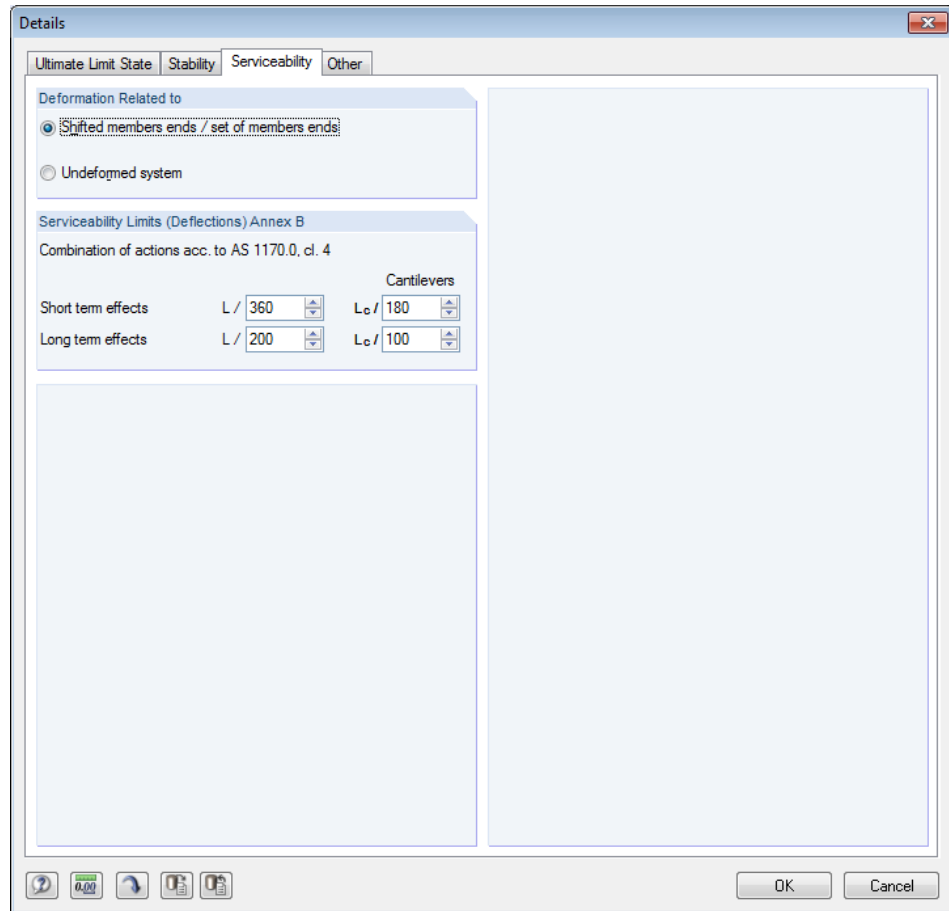 Details
Ultimate Limit State Stability Serviceability Other
Deformation Related to
Shifted members ends / set of members ends
Undeformed system
Serviceability Limits (Deflections) Annex B
Combination of actions acc. to AS 1170.0, cl. 4
Cantilevers
Short term effects L / 360 Lc / 180
Long term effects L / 200 Lc / 100
0.00
OK Cancel